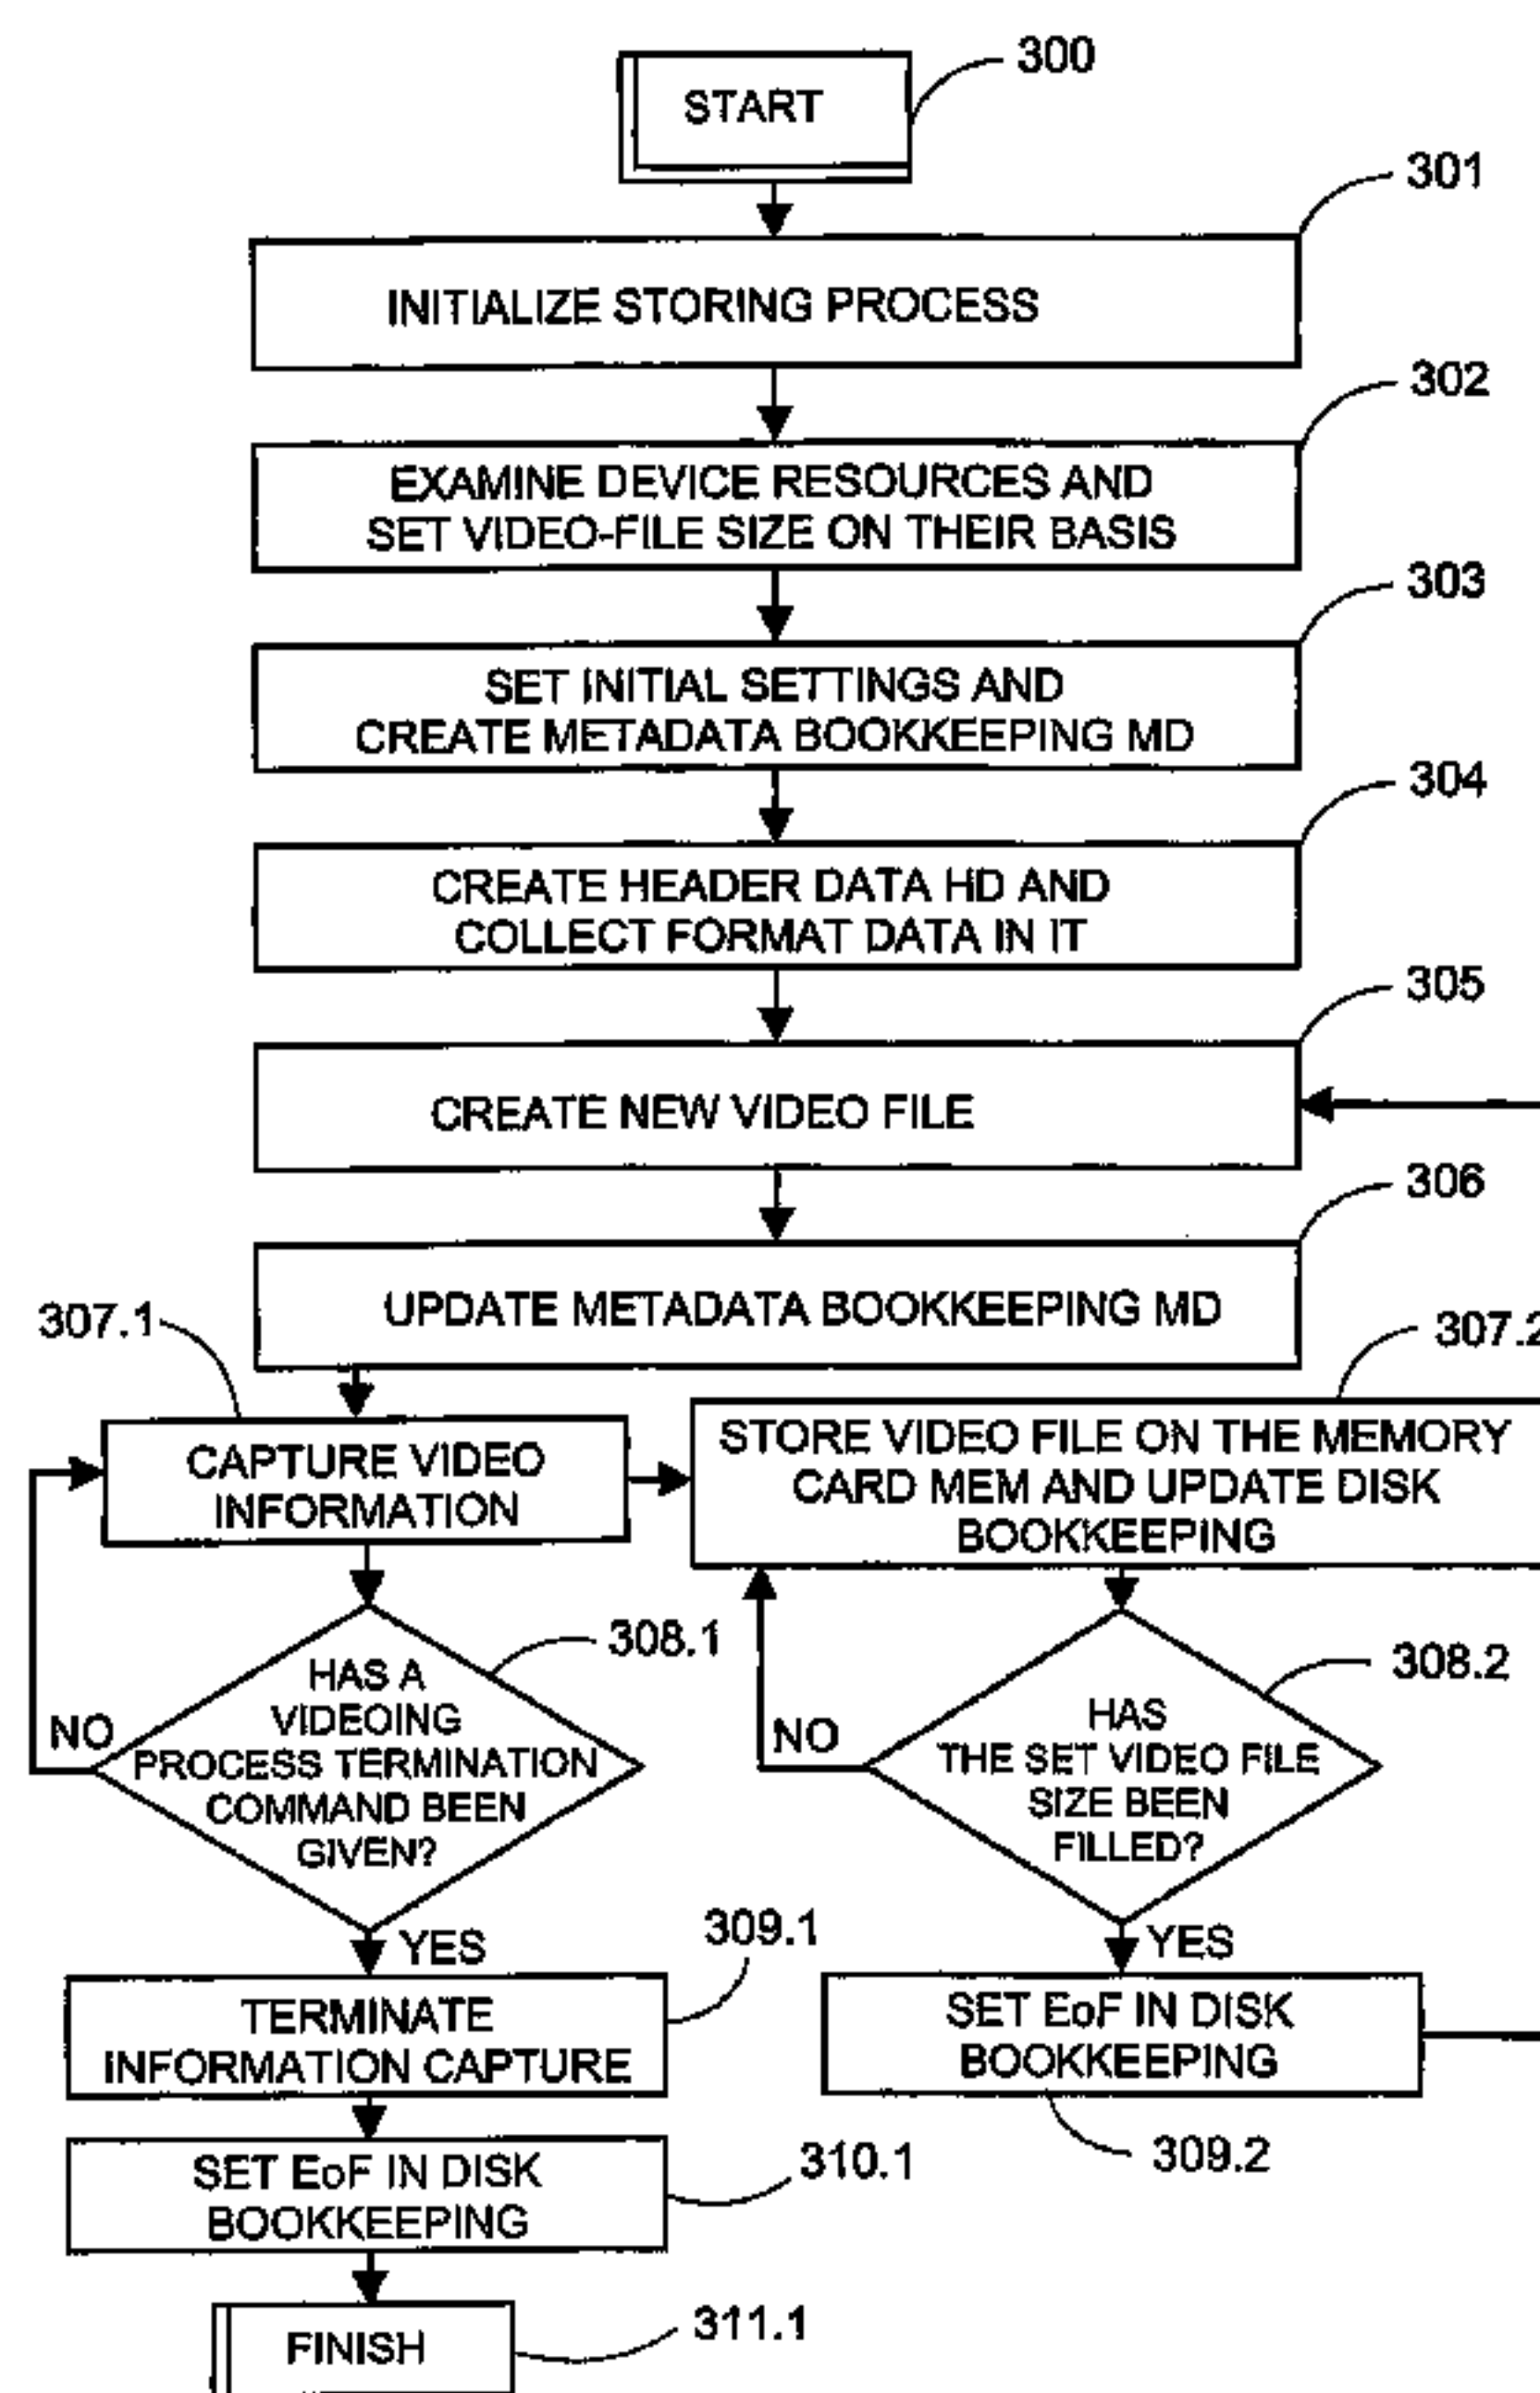 START
300
301
INITIALIZE STORING PROCESS
302
EXAMINE DEVICE RESOURCES AND
SET VIDEO-FILE SIZE ON THEIR BASIS
303
SET INITIAL SETTINGS AND
CREATE METADATA BOOKKEEPING MD
304
CREATE HEADER DATA HD AND
COLLECT FORMAT DATA IN IT
305
CREATE NEW VIDEO FILE
306
UPDATE METADATA BOOKKEEPING MD
307.1
307.2
CAPTURE VIDEO
INFORMATION
STORE VIDEO FILE ON THE MEMORY
CARD MEM AND UPDATE DISK
BOOKKEEPING
308.1
HAS A
VIDEOING
PROCESS TERMINATION
COMMAND BEEN
GIVEN?
NO
YES
308.2
HAS
THE SET VIDEO FILE
SIZE BEEN
FILLED?
NO
YES
309.1
TERMINATE
INFORMATION CAPTURE
SET EoF IN DISK
BOOKKEEPING
309.2
SET EoF IN DISK
BOOKKEEPING
310.1
FINISH
311.1